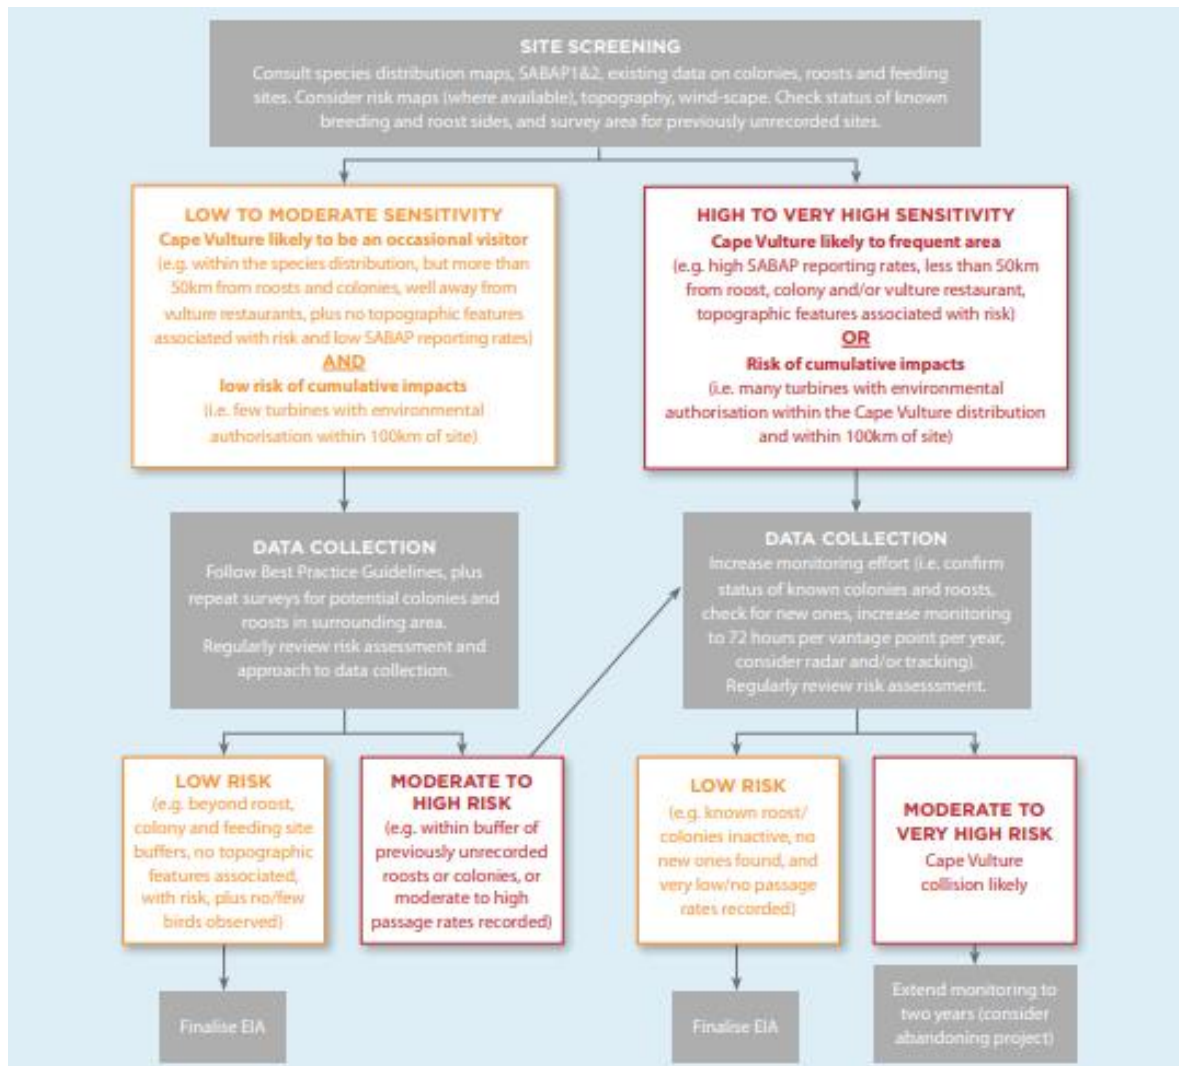 SITE SCREENING
Consult species distribution maps, SABAP1&2, existing data on colonies, roosts and feeding
sites. Consider risk maps (where available), topography, wind-scape. Check status of known
breeding and roost sides, and survey area for previously unrecorded sites.
LOW TO MODERATE SENSITIVITY
Cape Vulture likely to be an occasional visitor
(e.g. within the species distribution, but more than
50km from roosts and colonies, well away from
vulture restaurants, plus no topographic features
associated with risk and low SABAP reporting rates)
AND
low risk of cumulative impacts
(i.e. few turbines with environmental
authorisation within 100km of site)
HIGH TO VERY HIGH SENSITIVITY
Cape Vulture likely to frequent area
(e.g. high SABAP reporting rates, less than 50km
from roost, colony and/or vulture restaurant,
topographic features associated with risk)
OR
Risk of cumulative impacts
(i.e. many turbines with environmental
authorisation within the Cape Vulture distribution
and within 100km of site)
DATA COLLECTION
Follow Best Practice Guidelines, plus
repeat surveys for potential colonies and
roosts in surrounding area.
Regularly review risk assessment and
approach to data collection.
DATA COLLECTION
Increase monitoring effort (i.e. confirm
status of known colonies and roosts,
check for new ones, increase monitoring
to 72 hours per vantage point per year,
consider radar and/or tracking).
Regularly review risk assesssment.
LOW RISK
(e.g. beyond roost,
colony and feeding site
buffers, no topographic
features associated,
with risk, plus no/few
birds observed)
MODERATE TO
HIGH RISK
(e.g. within buffer of
previously unrecorded
roosts or colonies, or
moderate to high
passage rates recorded)
LOW RISK
(e.g. known roost/
colonies inactive, no
new ones found, and
very low/no passage
rates recorded)
MODERATE TO
VERY HIGH RISK
Cape Vulture
collision likely
Finalise EIA
Finalise EIA
Extend monitoring to
two years (consider
abandoning project)